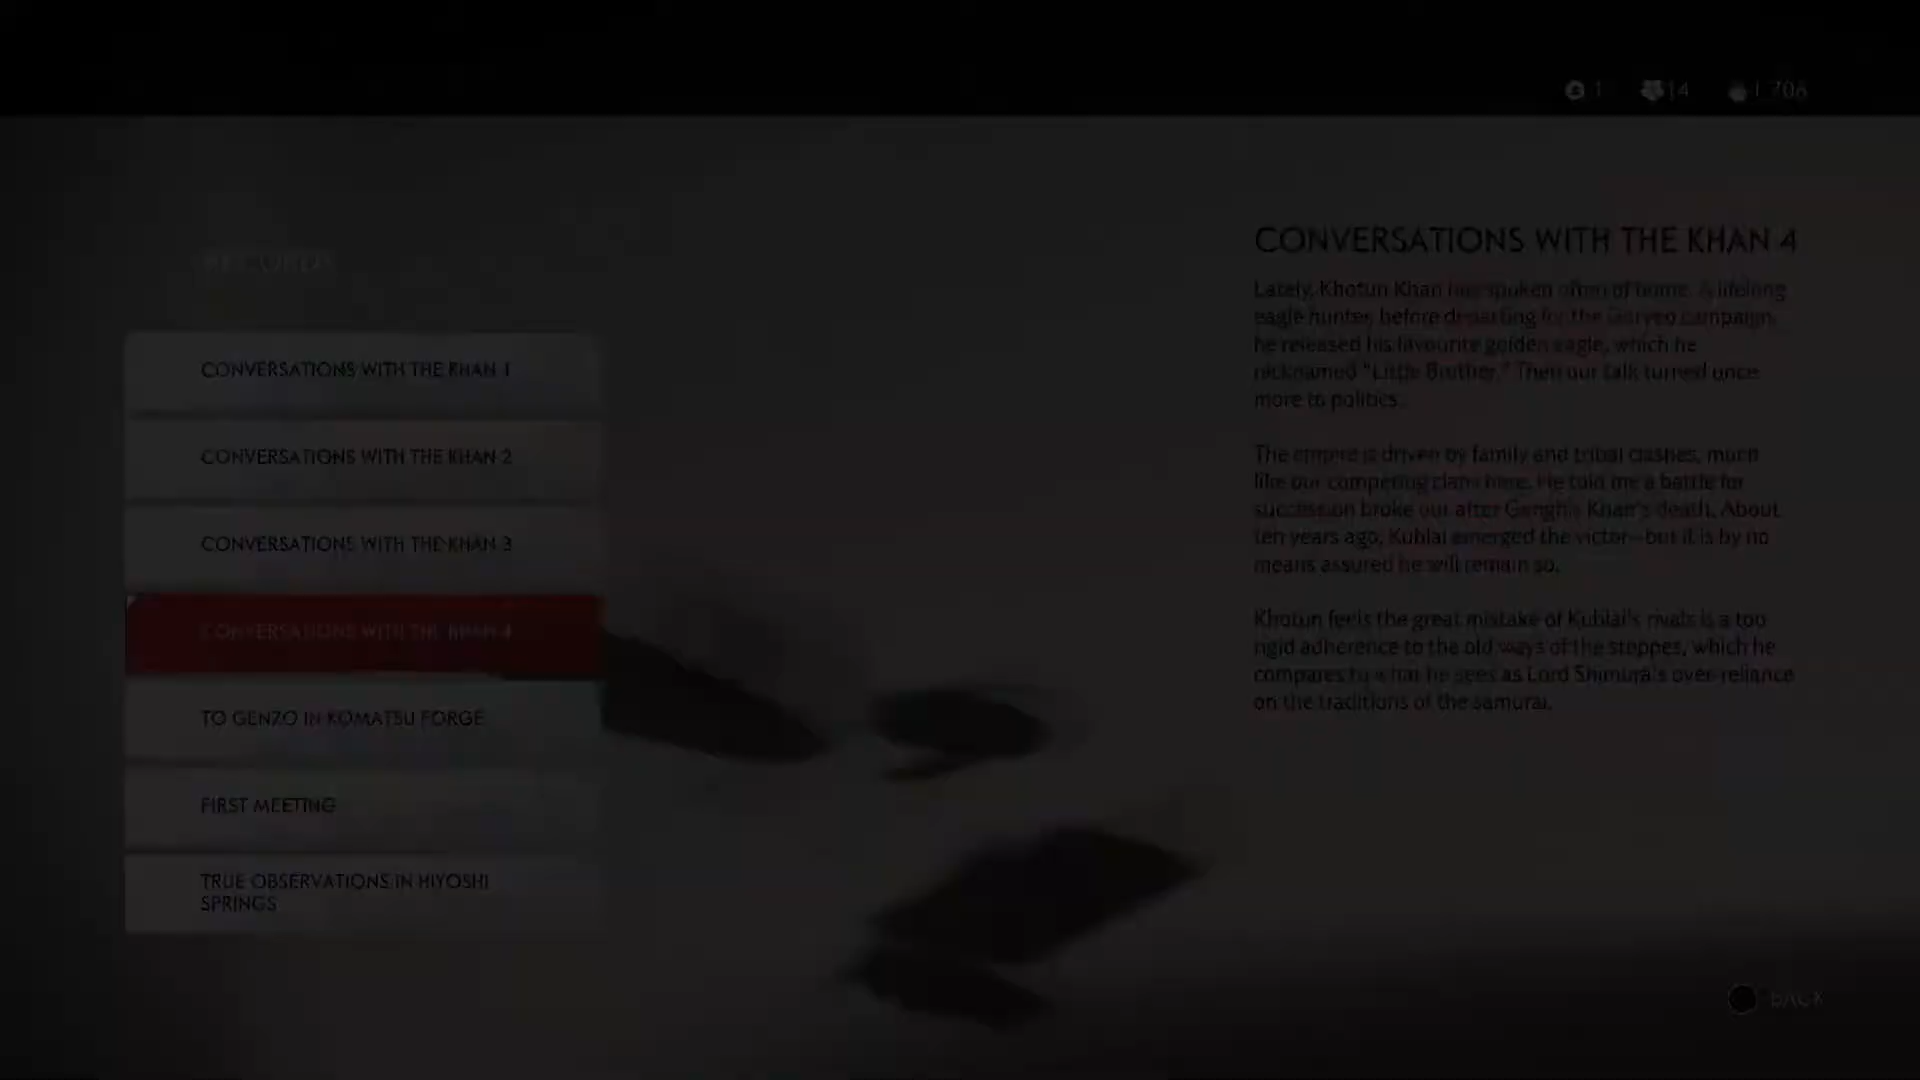 1 14 1 706
RECORDS
CONVERSATIONS WITH THE KHAN 1
CONVERSATIONS WITH THE KHAN 2
CONVERSATIONS WITH THE KHAN 3
CONVERSATIONS WITH THE KHAN 4
TO GENZO IN KOMATSU FORGE
FIRST MEETING
TRUE OBSERVATIONS IN HIYOSHI
SPRINGS
CONVERSATIONS WITH THE KHAN 4
Lately, Khotun Khan has spoken often of home. A lifelong
eagle hunter, before departing for the Goryeo campaign,
he released his favourite golden eagle, which he
nicknamed "Little Brother." Then our talk turned once
more to politics.
The empire is driven by family and tribal clashes, much
like our competing clans here. He told me a battle for
succession broke out after Genghis Khan's death. About
ten years ago, Kublai emerged the victor—but it is by no
means assured he will remain so.
Khotun feels the great mistake of Kublai's rivals is a too
rigid adherence to the old ways of the steppes, which he
compares to what he sees as Lord Shimura's over-reliance
on the traditions of the samurai.
BACK